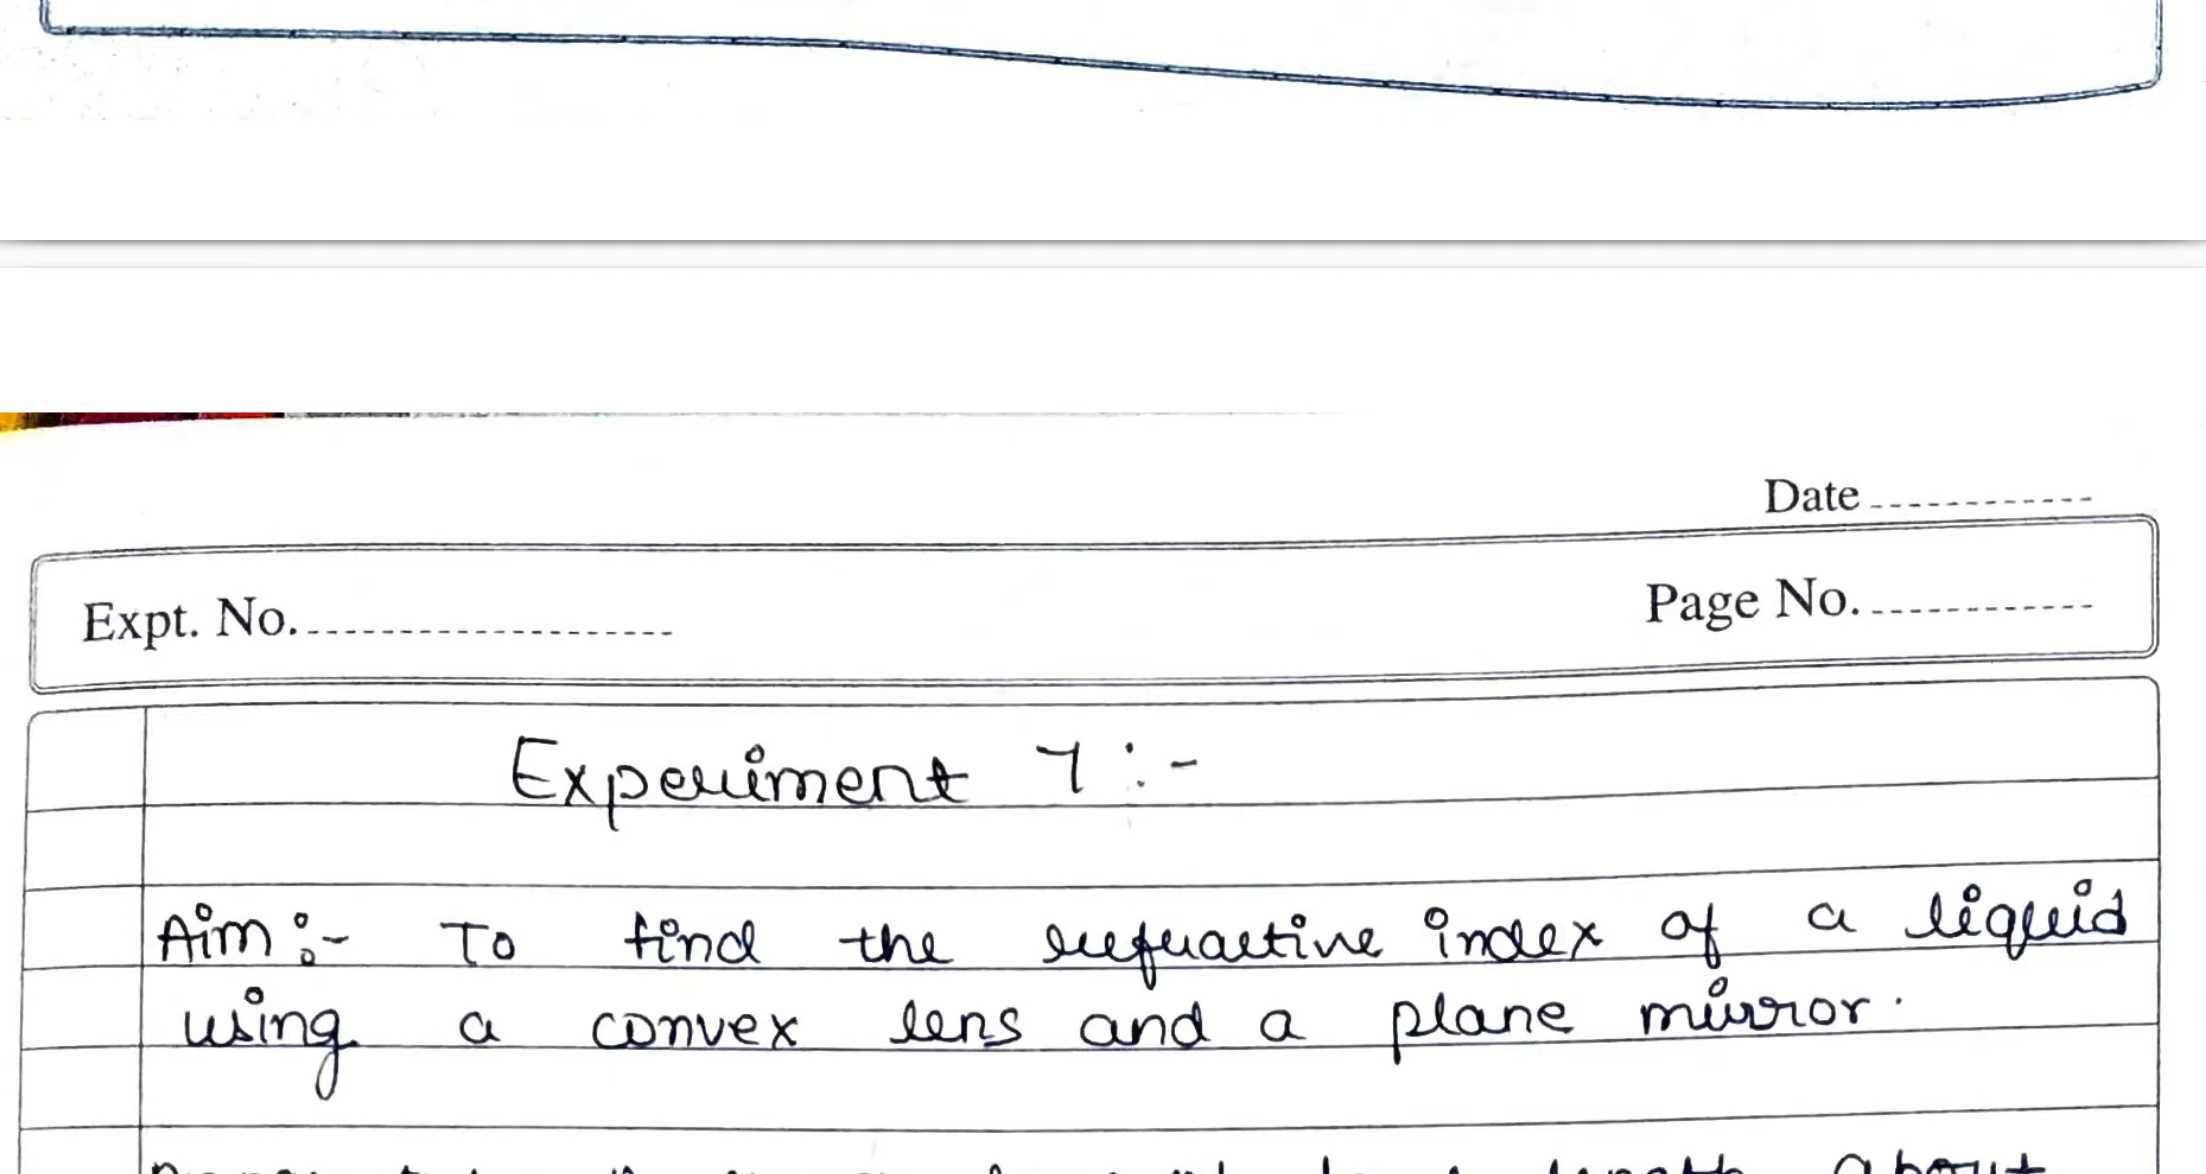 Date
Expt. No.
Page No.
Experiment 7 :-
Aim :- To find the refractive index of a liquid
using a convex lens and a plane mirror.